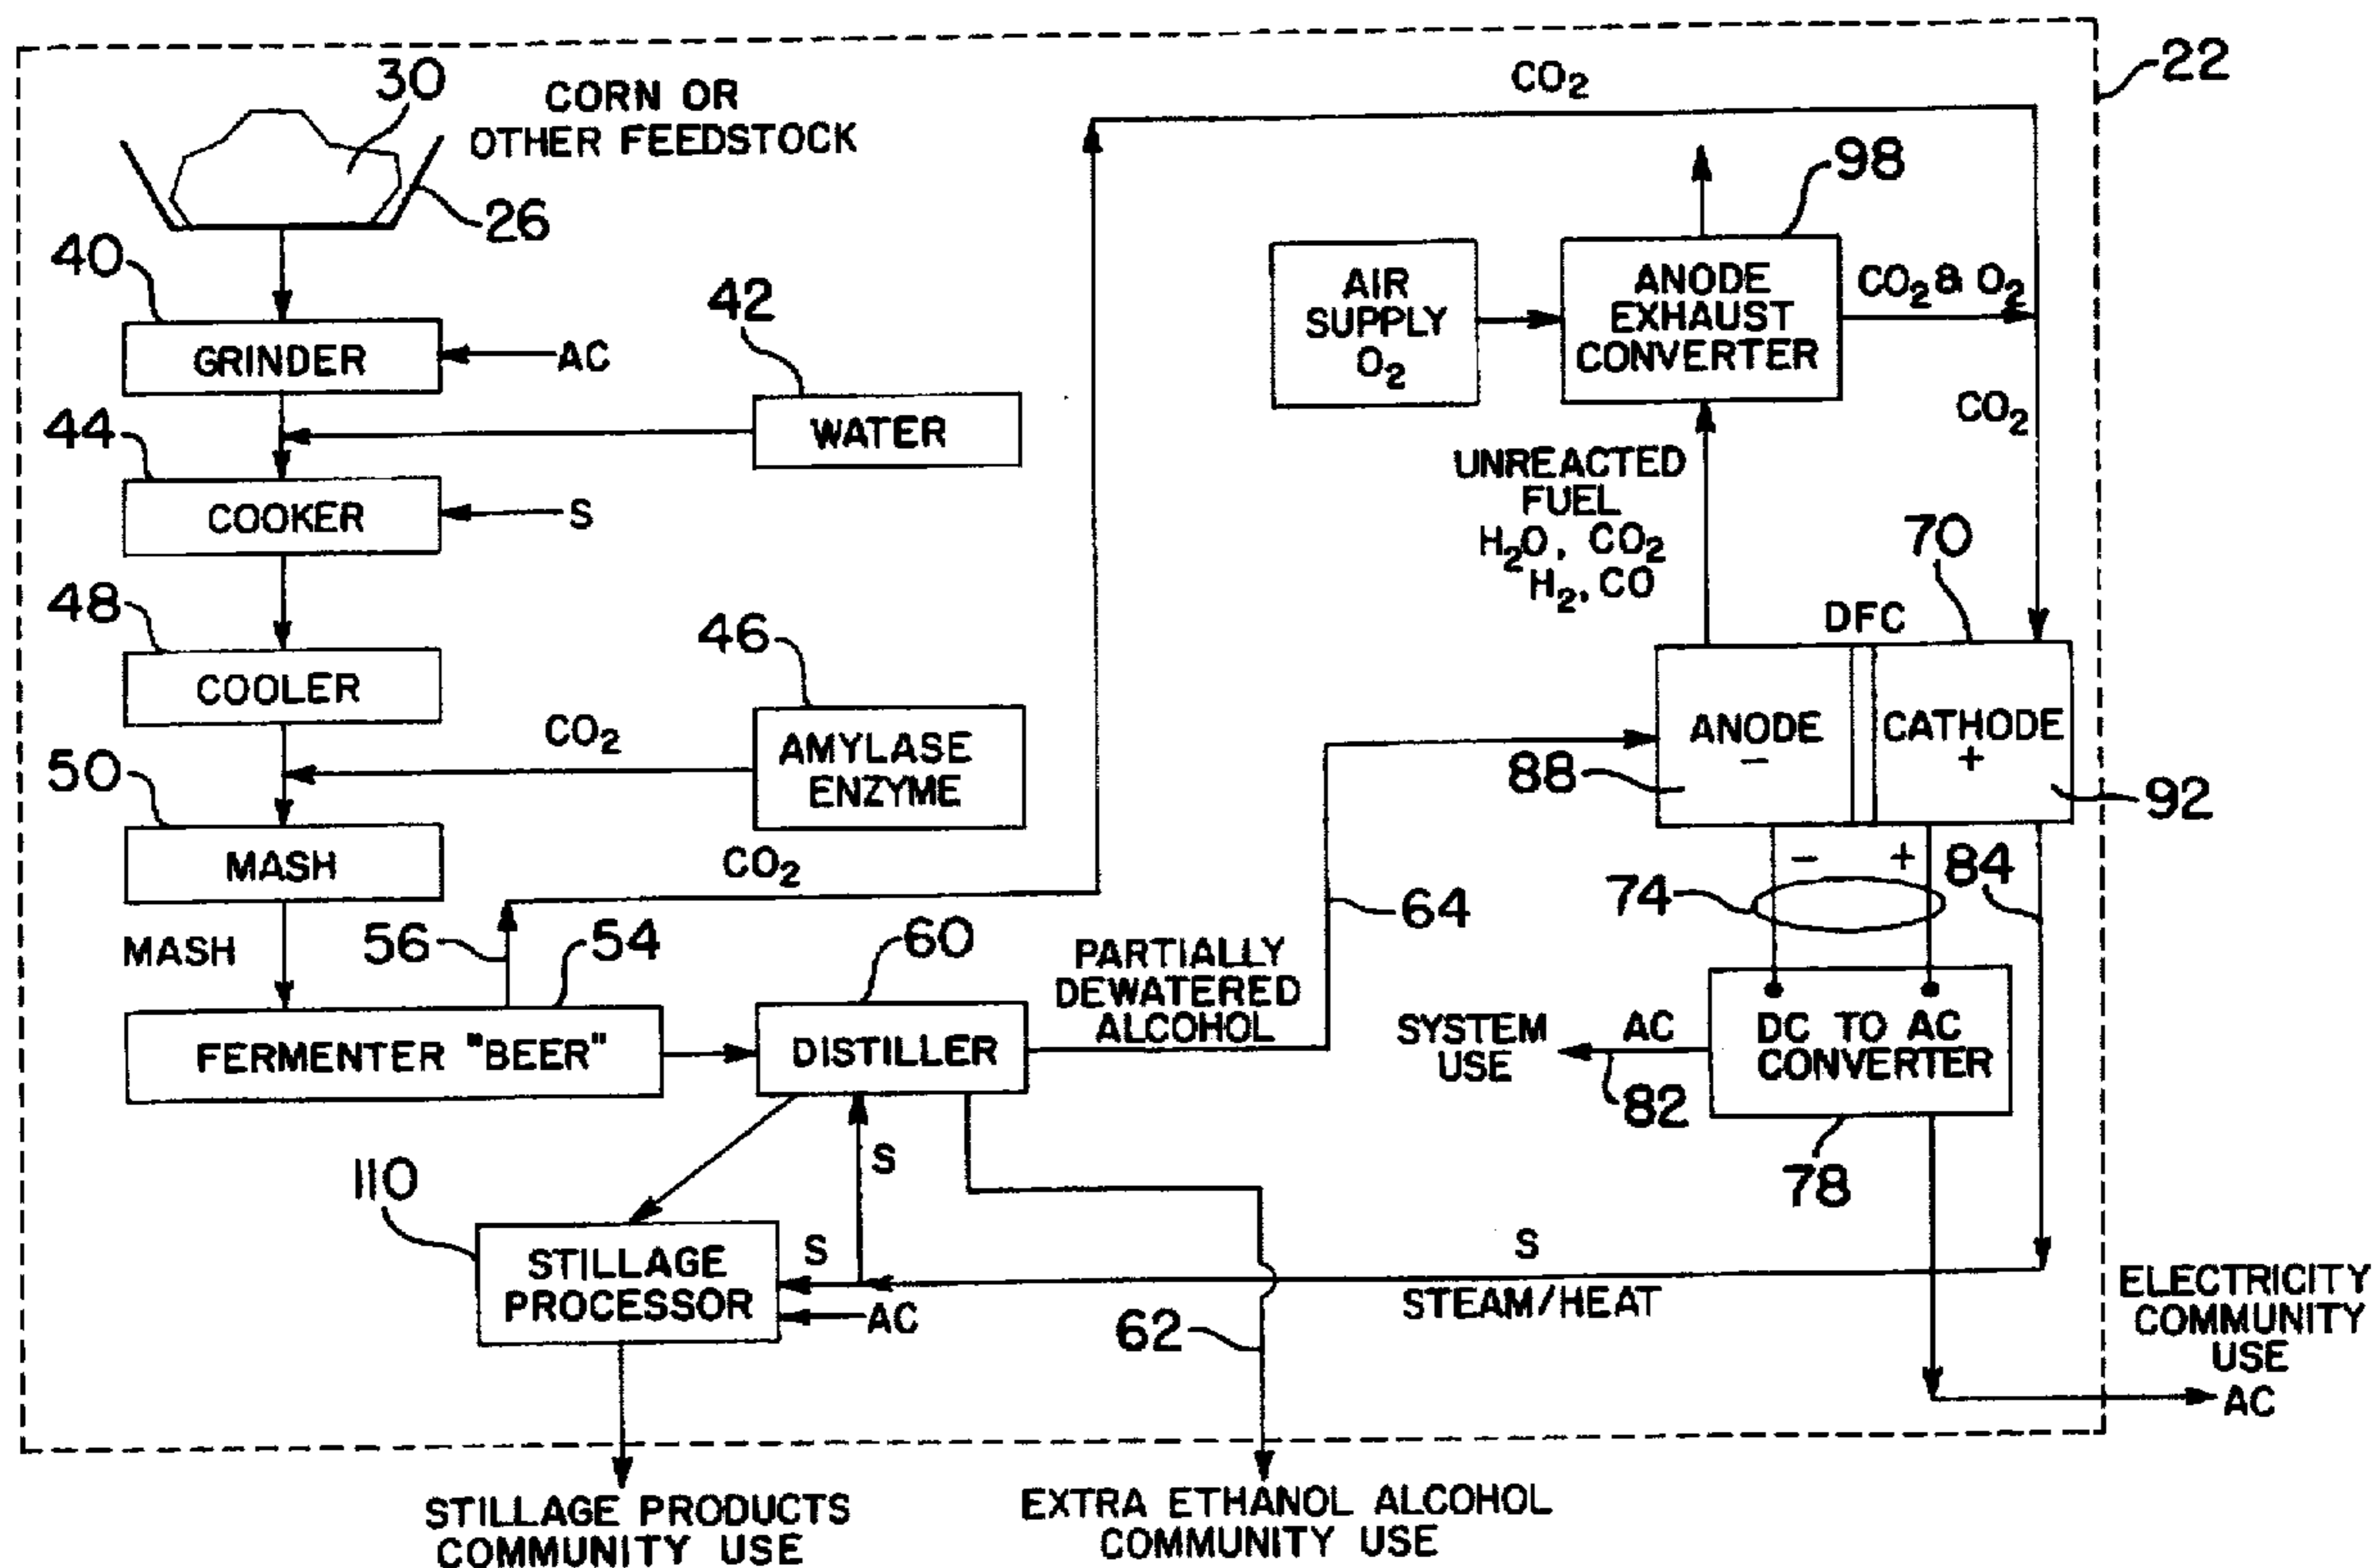 22
CO2
30
CORN OR
OTHER FEEDSTOCK
26
98
40
42
AIR
SUPPLY
O2
ANODE
EXHAUST
CONVERTER
CO2 & O2
GRINDER
AC
CO2
44
WATER
UNREACTED
FUEL
H2O, CO2
H2, CO
COOKER
S
70
48
46
DFC
COOLER
CO2
AMYLASE
ENZYME
ANODE
-
CATHODE
+
88
92
50
MASH
CO2
-
+
84
74
64
MASH
56
54
60
PARTIALLY
DEWATERED
ALCOHOL
FERMENTER "BEER"
DISTILLER
SYSTEM
USE
AC
82
DC TO AC
CONVERTER
78
110
S
STILLAGE
PROCESSOR
S
AC
S
STEAM/HEAT
62
ELECTRICITY
COMMUNITY
USE
AC
STILLAGE PRODUCTS
COMMUNITY USE
EXTRA ETHANOL ALCOHOL
COMMUNITY USE